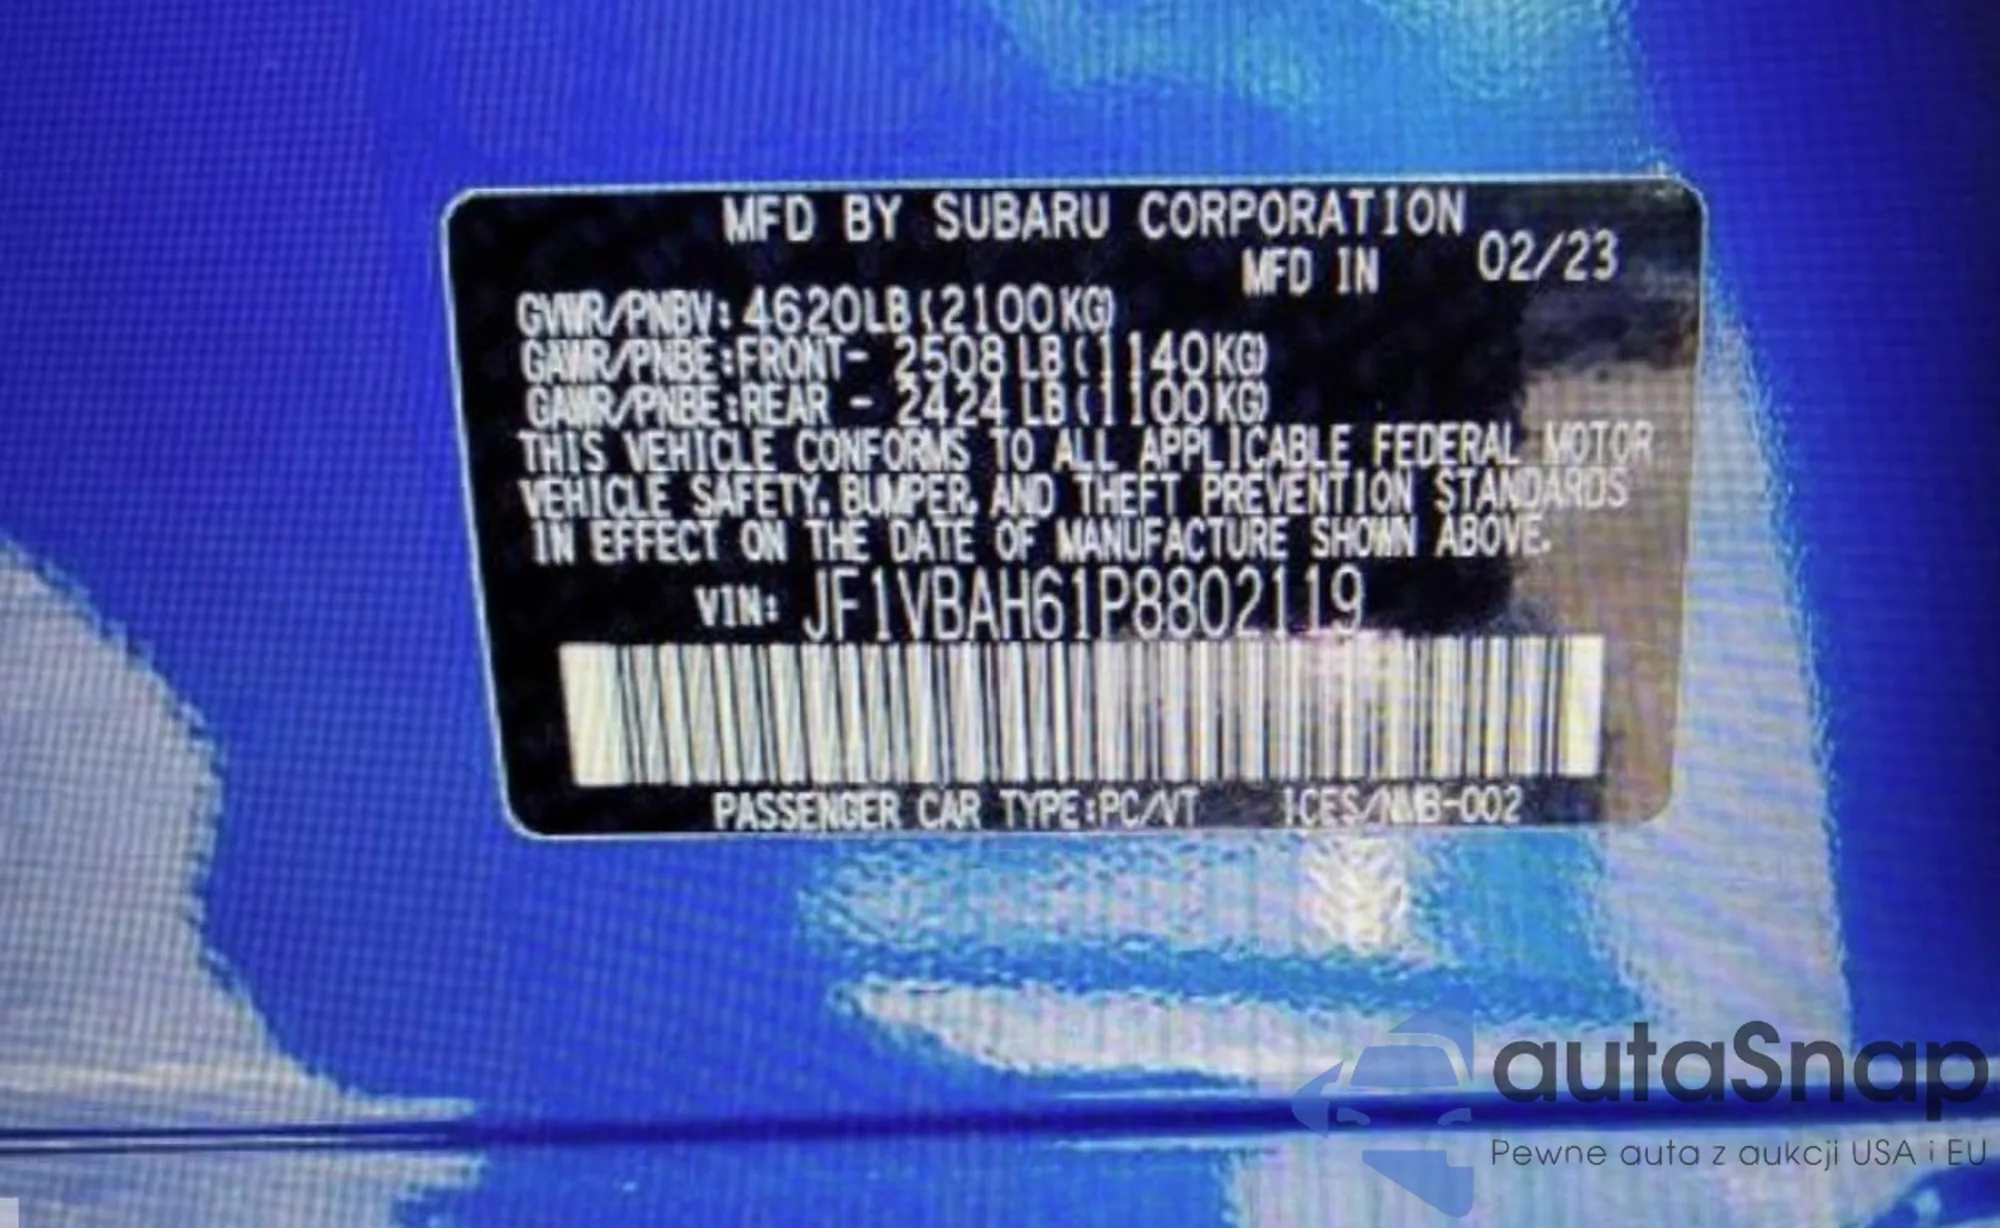 MFD BY SUBARU CORPORATION
MFD IN 02/23
GVWR/PNBV: 4620LB(2100KG)
GAWR/PNBE:FRONT- 2508 LB(1140KG)
GAWR/PNBE:REAR - 2424 LB(1100KG)
THIS VEHICLE CONFORMS TO ALL APPLICABLE FEDERAL MOTOR
VEHICLE SAFETY, BUMPER, AND THEFT PREVENTION STANDARDS
IN EFFECT ON THE DATE OF MANUFACTURE SHOWN ABOVE.
VIN: JF1VBAH61P8802119
PASSENGER CAR TYPE:PC/VT ICES/NMB-002
autaSnap
Pewne auta z aukcji USA i EU